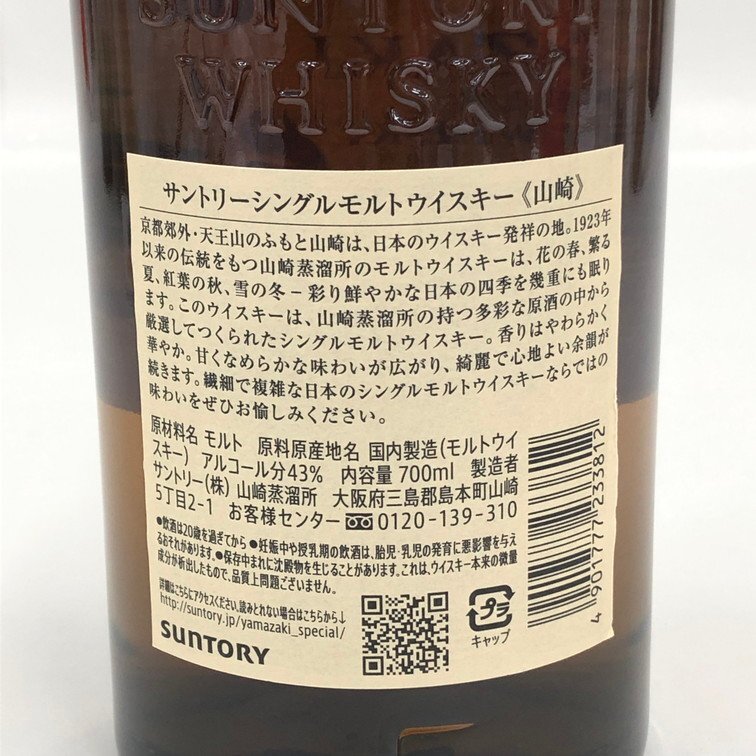 SUNTORY
WHISKY
サントリーシングルモルトウイスキー《山崎》
京都郊外・天王山のふもと山崎は、日本のウイスキー発祥の地。1923年
以来の伝統をもつ山崎蒸溜所のモルトウイスキーは、花の春、繁る
夏、紅葉の秋、雪の冬−彩り鮮やかな日本の四季を幾重にも眠り
ます。このウイスキーは、山崎蒸溜所の持つ多彩な原酒の中から
厳選してつくられたシングルモルトウイスキー。香りはやわらかく
華やか。甘くなめらかな味わいが広がり、綺麗で心地よい余韻が
続きます。繊細で複雑な日本のシングルモルトウイスキーならではの
味わいをぜひお愉しみください。
原材料名 モルト 原料原産地名 国内製造(モルトウイ
スキー) アルコール分43% 内容量 700ml 製造者
サントリー(株) 山崎蒸溜所 大阪府三島郡島本町山崎
5丁目2-1 お客様センター 0120-139-310
●飲酒は20歳を過ぎてから ●妊娠中や授乳期の飲酒は、胎児・乳児の発育に悪影響を与え
るおそれがあります。●保存中まれに沈殿物を生じることがあります。これは、ウイスキー本来の微量
成分が析出したもので、品質上問題ございません。
詳細はこちらにアクセスください。読みとれない場合はこちらから↓
http://suntory.jp/yamazaki_special/
SUNTORY
プラ
キャップ
4 901777 233812